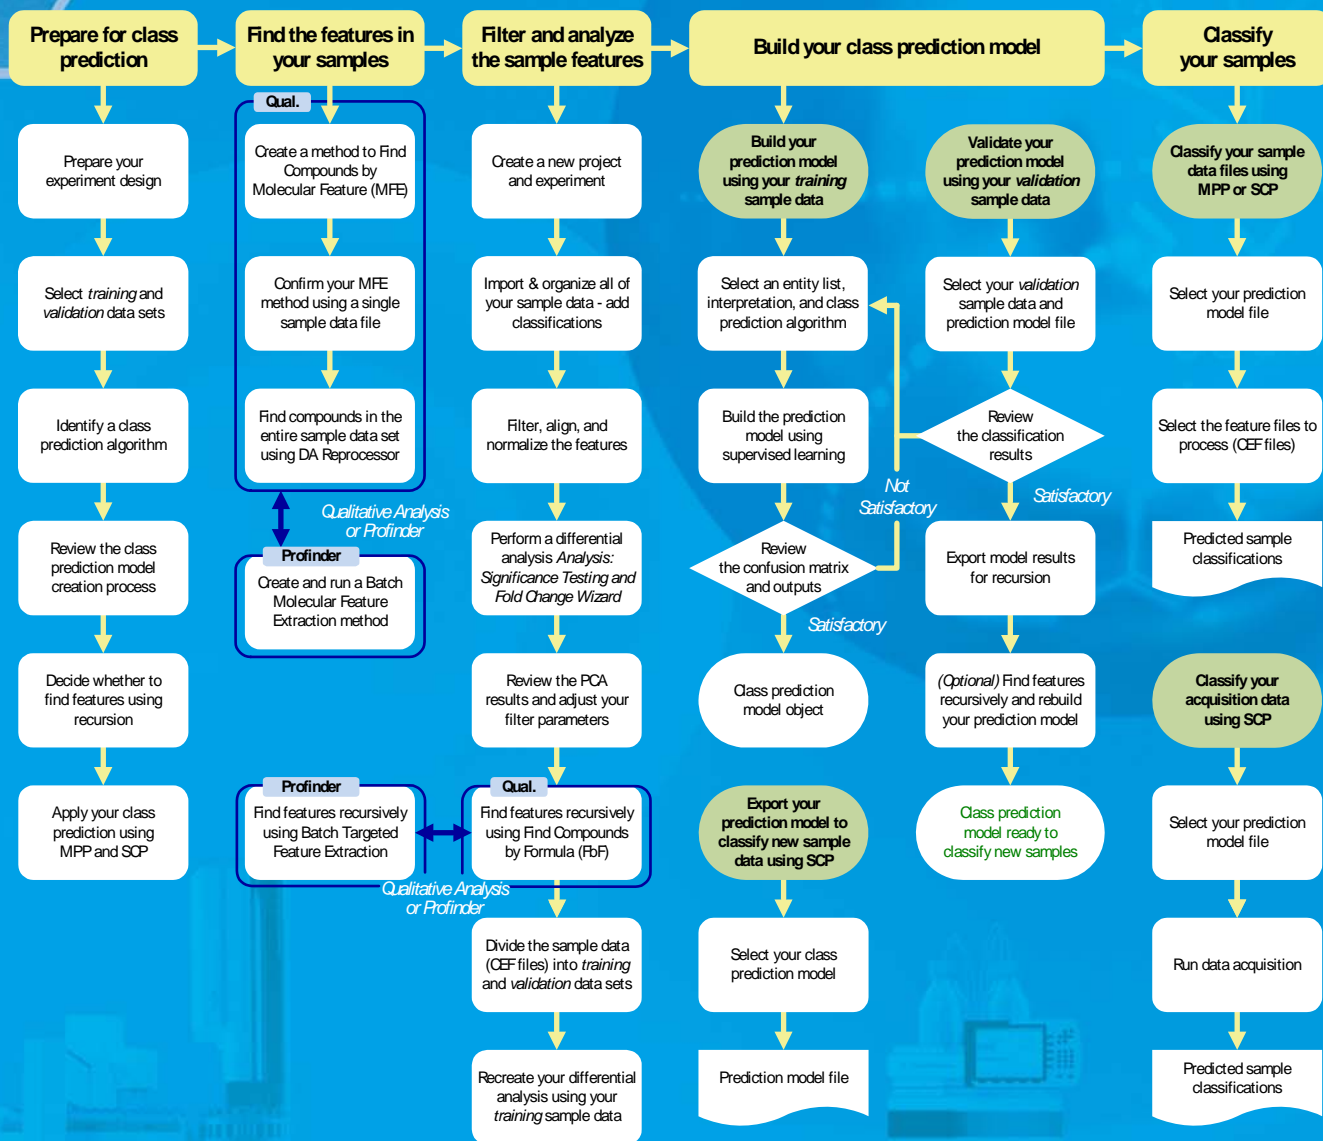 Prepare for class
prediction
Find the features in
your samples
Filter and analyze
the sample features
Build your class prediction model
Classify
your samples
Prepare your
experiment design
Select training and
validation data sets
Identify a class
prediction algorithm
Review the class
prediction model
creation process
Decide whether to
find features using
recursion
Apply your class
prediction using
MPP and SCP
Qual.
Create a method to Find
Compounds by
Molecular Feature (MFE)
Confirm your MFE
method using a single
sample data file
Find compounds in the
entire sample data set
using DA Reprocessor
Qualitative Analysis
or Profinder
Profinder
Create and run a Batch
Molecular Feature
Extraction method
Profinder
Find features recursively
using Batch Targeted
Feature Extraction
Qualitative Analysis
or Profinder
Create a new project
and experiment
Import & organize all of
your sample data - add
classifications
Filter, align, and
normalize the features
Perform a differential
analysis Analysis:
Significance Testing and
Fold Change Wizard
Review the PCA
results and adjust your
filter parameters
Qual.
Find features recursively
using Find Compounds
by Formula (FbF)
Divide the sample data
(CEF files) into training
and validation data sets
Recreate your differential
analysis using your
training sample data
Build your
prediction model
using your training
sample data
Select an entity list,
interpretation, and class
prediction algorithm
Build the prediction
model using
supervised learning
Review
the confusion matrix
and outputs
Not
Satisfactory
Satisfactory
Class prediction
model object
Export your
prediction model to
classify new sample
data using SCP
Select your class
prediction model
Prediction model file
Validate your
prediction model
using your validation
sample data
Select your validation
sample data and
prediction model file
Review
the classification
results
Satisfactory
Export model results
for recursion
(Optional) Find features
recursively and rebuild
your prediction model
Class prediction
model ready to
classify new samples
Classify your sample
data files using
MPP or SCP
Select your prediction
model file
Select the feature files to
process (CEF files)
Predicted sample
classifications
Classify your
acquisition data
using SCP
Select your prediction
model file
Run data acquisition
Predicted sample
classifications